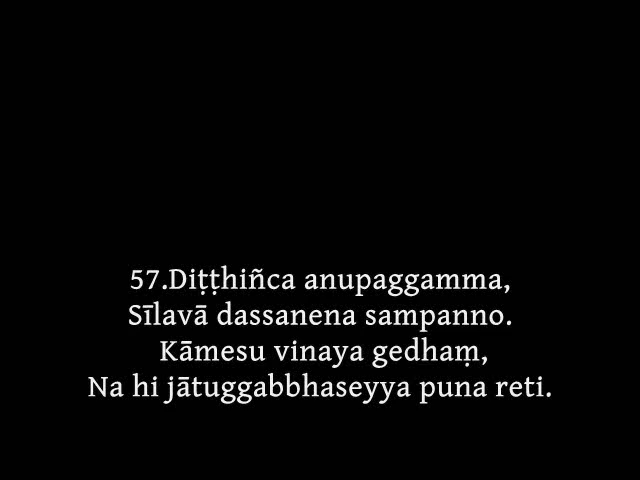 57.Diṭṭhiñca anupaggamma,
Sīlavā dassanena sampanno.
Kāmesu vinaya gedhaṃ,
Na hi jātuggabbhaseyya puna reti.